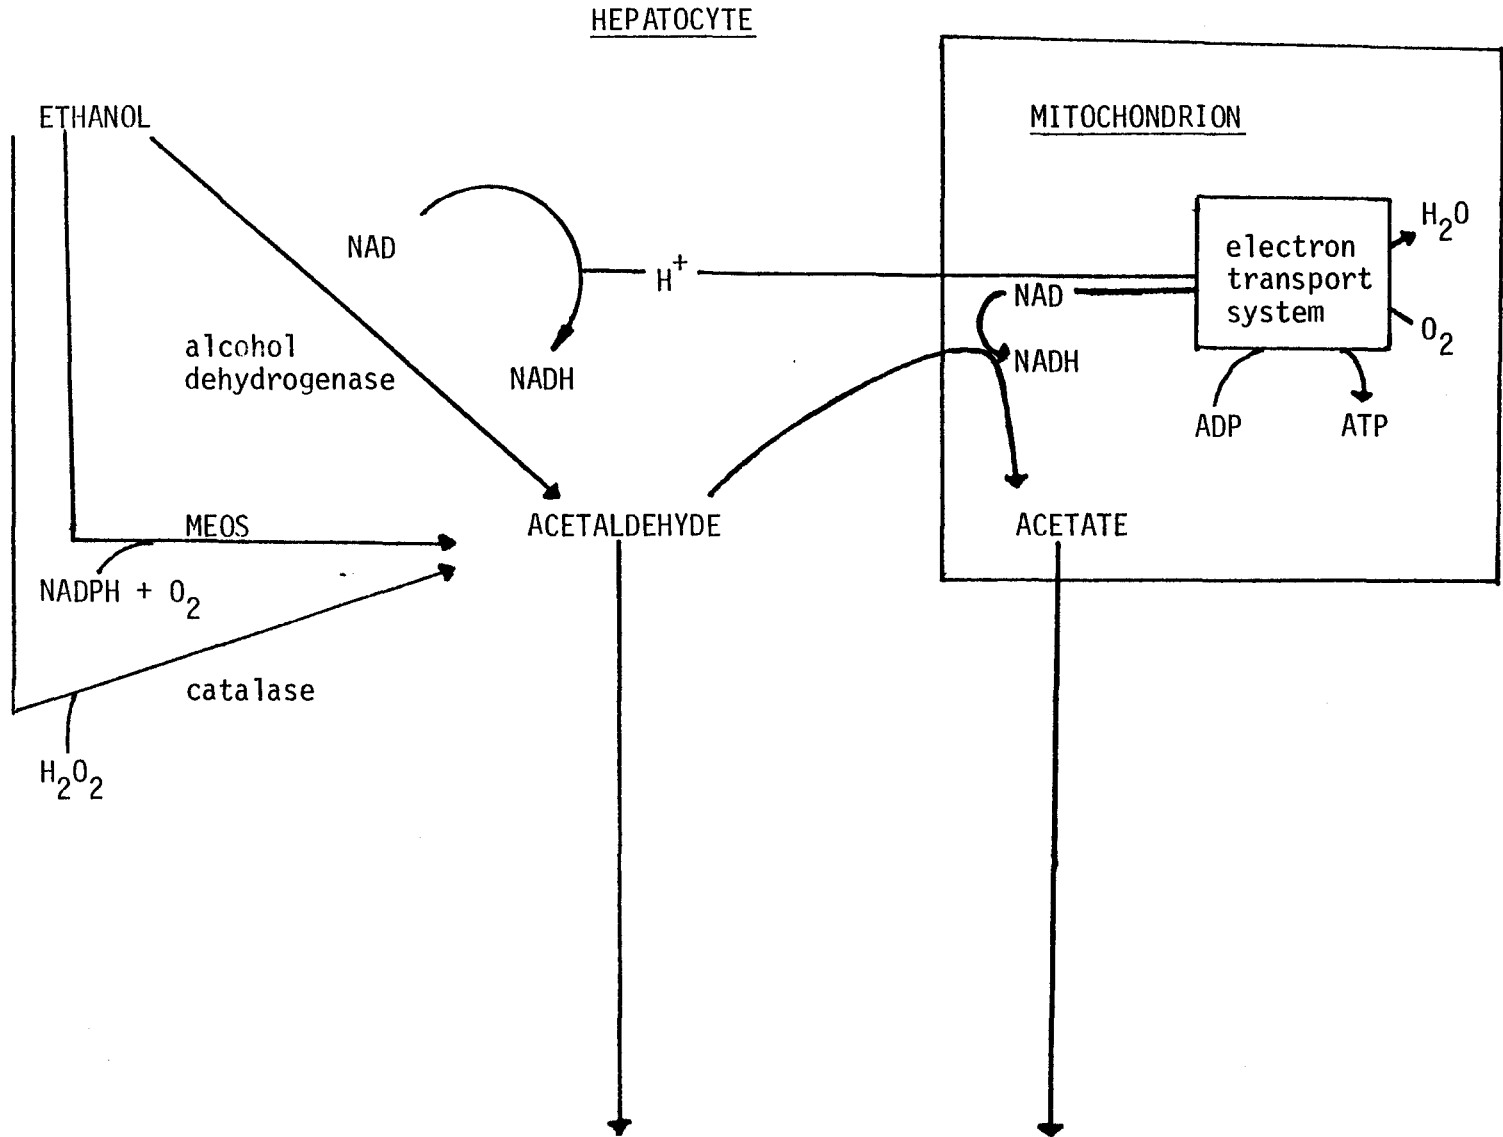 HEPATOCYTE
ETHANOL
MITOCHONDRION
NAD
H⁺
NAD
electron
transport
system
H₂O
O₂
alcohol
dehydrogenase
NADH
NADH
ADP
ATP
MEOS
ACETALDEHYDE
ACETATE
NADPH + O₂
catalase
H₂O₂